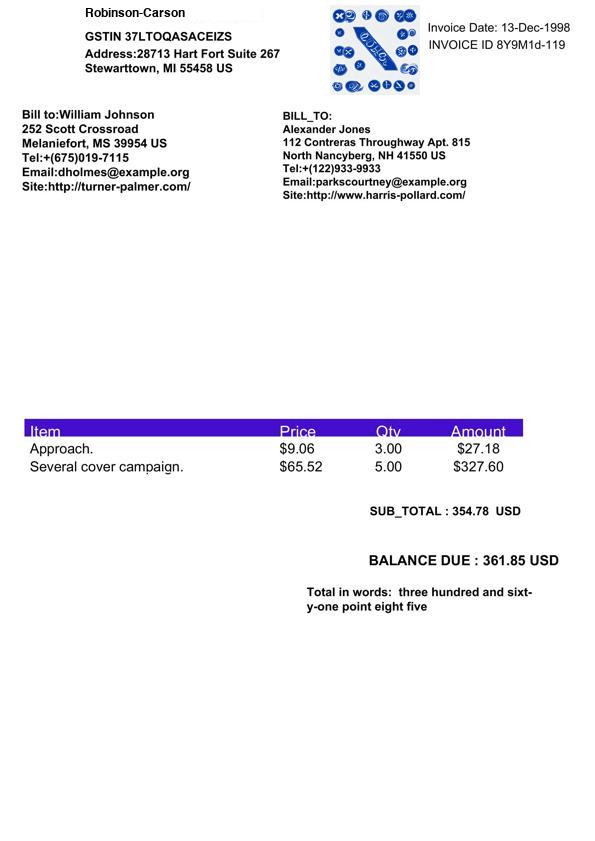 Robinson-Carson
GSTIN 37LTOQASACEIZS
Address:28713 Hart Fort Suite 267
Stewarttown, MI 55458 US
Invoice Date: 13-Dec-1998
INVOICE ID 8Y9M1d-119
Bill to:William Johnson
252 Scott Crossroad
Melaniefort, MS 39954 US
Tel:+(675)019-7115
Email:dholmes@example.org
Site:http://turner-palmer.com/
BILL_TO:
Alexander Jones
112 Contreras Throughway Apt. 815
North Nancyberg, NH 41550 US
Tel:+(122)933-9933
Email:parkscourtney@example.org
Site:http://www.harris-pollard.com/
Item Price Qty Amount
Approach. $9.06 3.00 $27.18
Several cover campaign. $65.52 5.00 $327.60
SUB_TOTAL : 354.78 USD
BALANCE DUE : 361.85 USD
Total in words: three hundred and sixt-
y-one point eight five